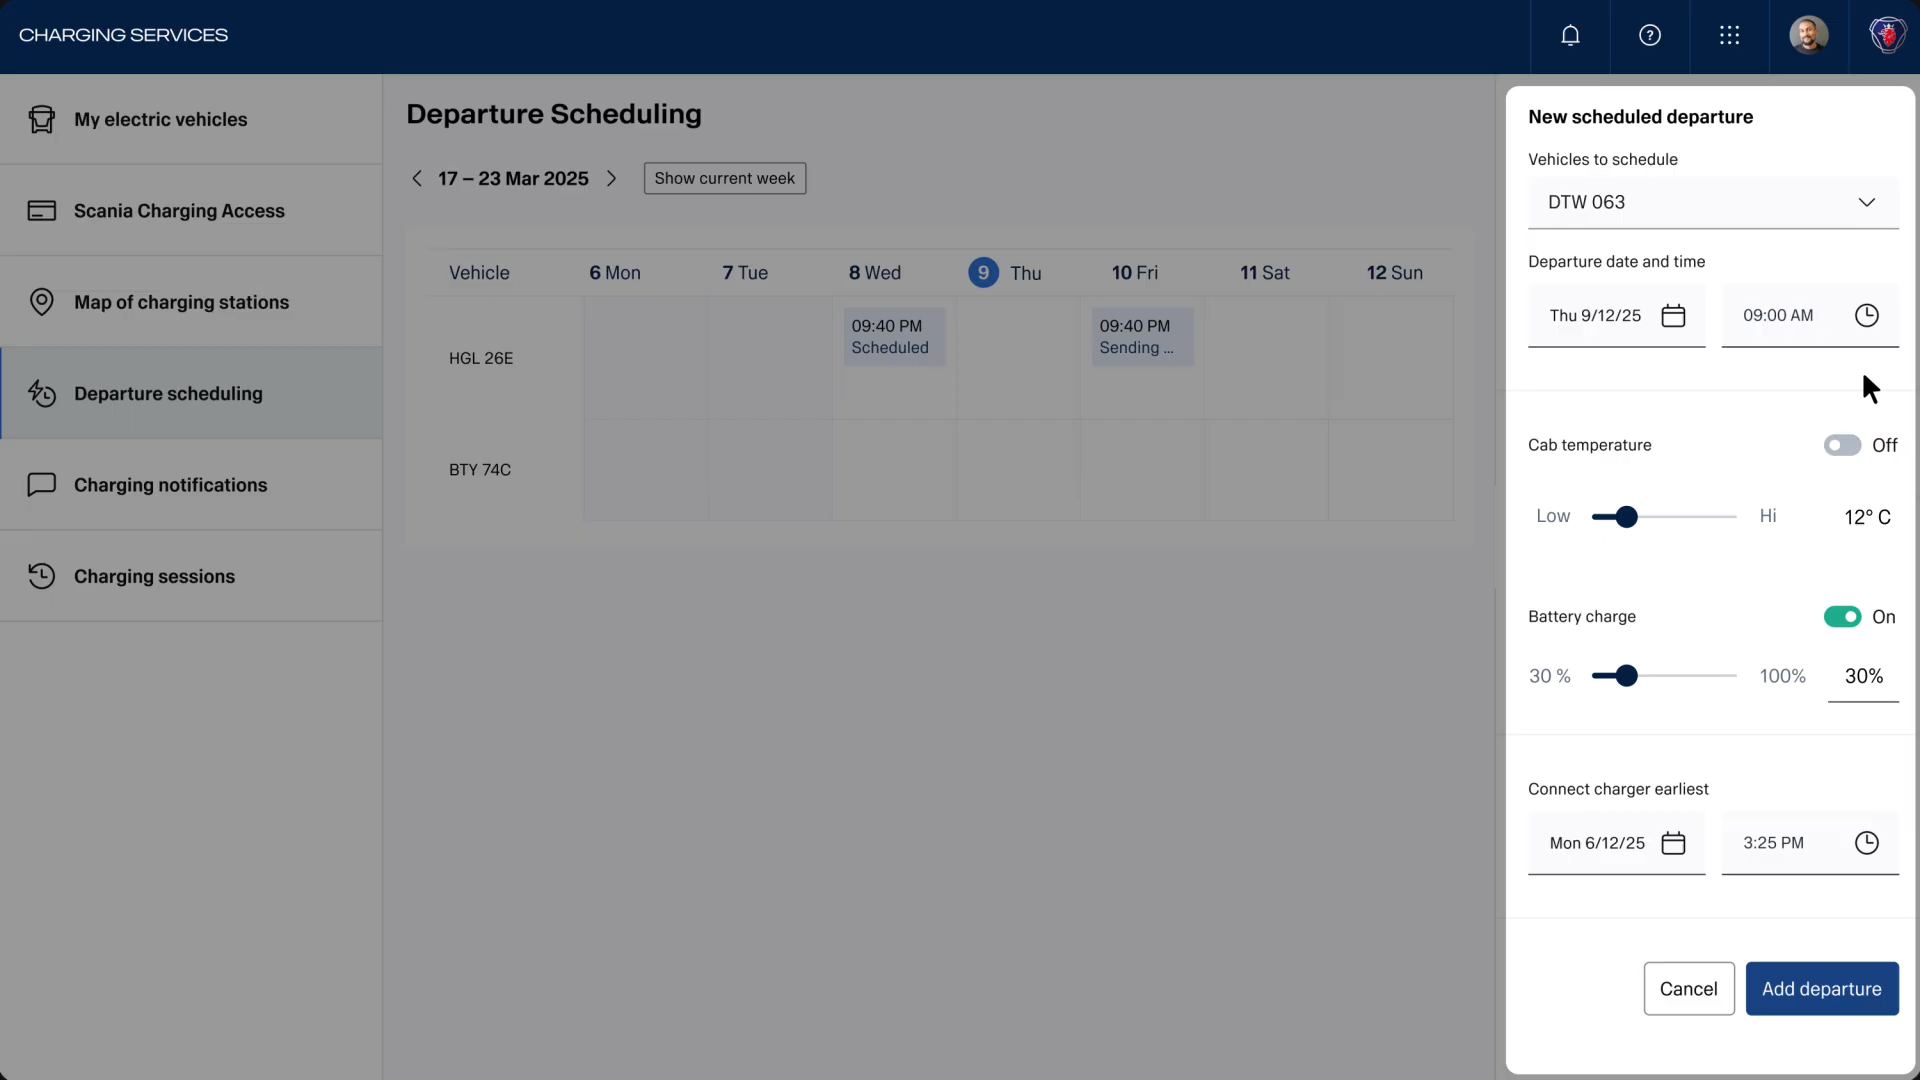 CHARGING SERVICES
?
My electric vehicles
Scania Charging Access
Map of charging stations
Departure scheduling
Charging notifications
Charging sessions
Departure Scheduling
17 – 23 Mar 2025
Show current week
Vehicle 6 Mon 7 Tue 8 Wed 9 Thu 10 Fri 11 Sat 12 Sun
HGL 26E
09:40 PM
Scheduled
09:40 PM
Sending ...
BTY 74C
New scheduled departure
Vehicles to schedule
DTW 063
Departure date and time
Thu 9/12/25 09:00 AM
Cab temperature Off
Low Hi 12° C
Battery charge On
30 % 100% 30%
Connect charger earliest
Mon 6/12/25 3:25 PM
Cancel Add departure